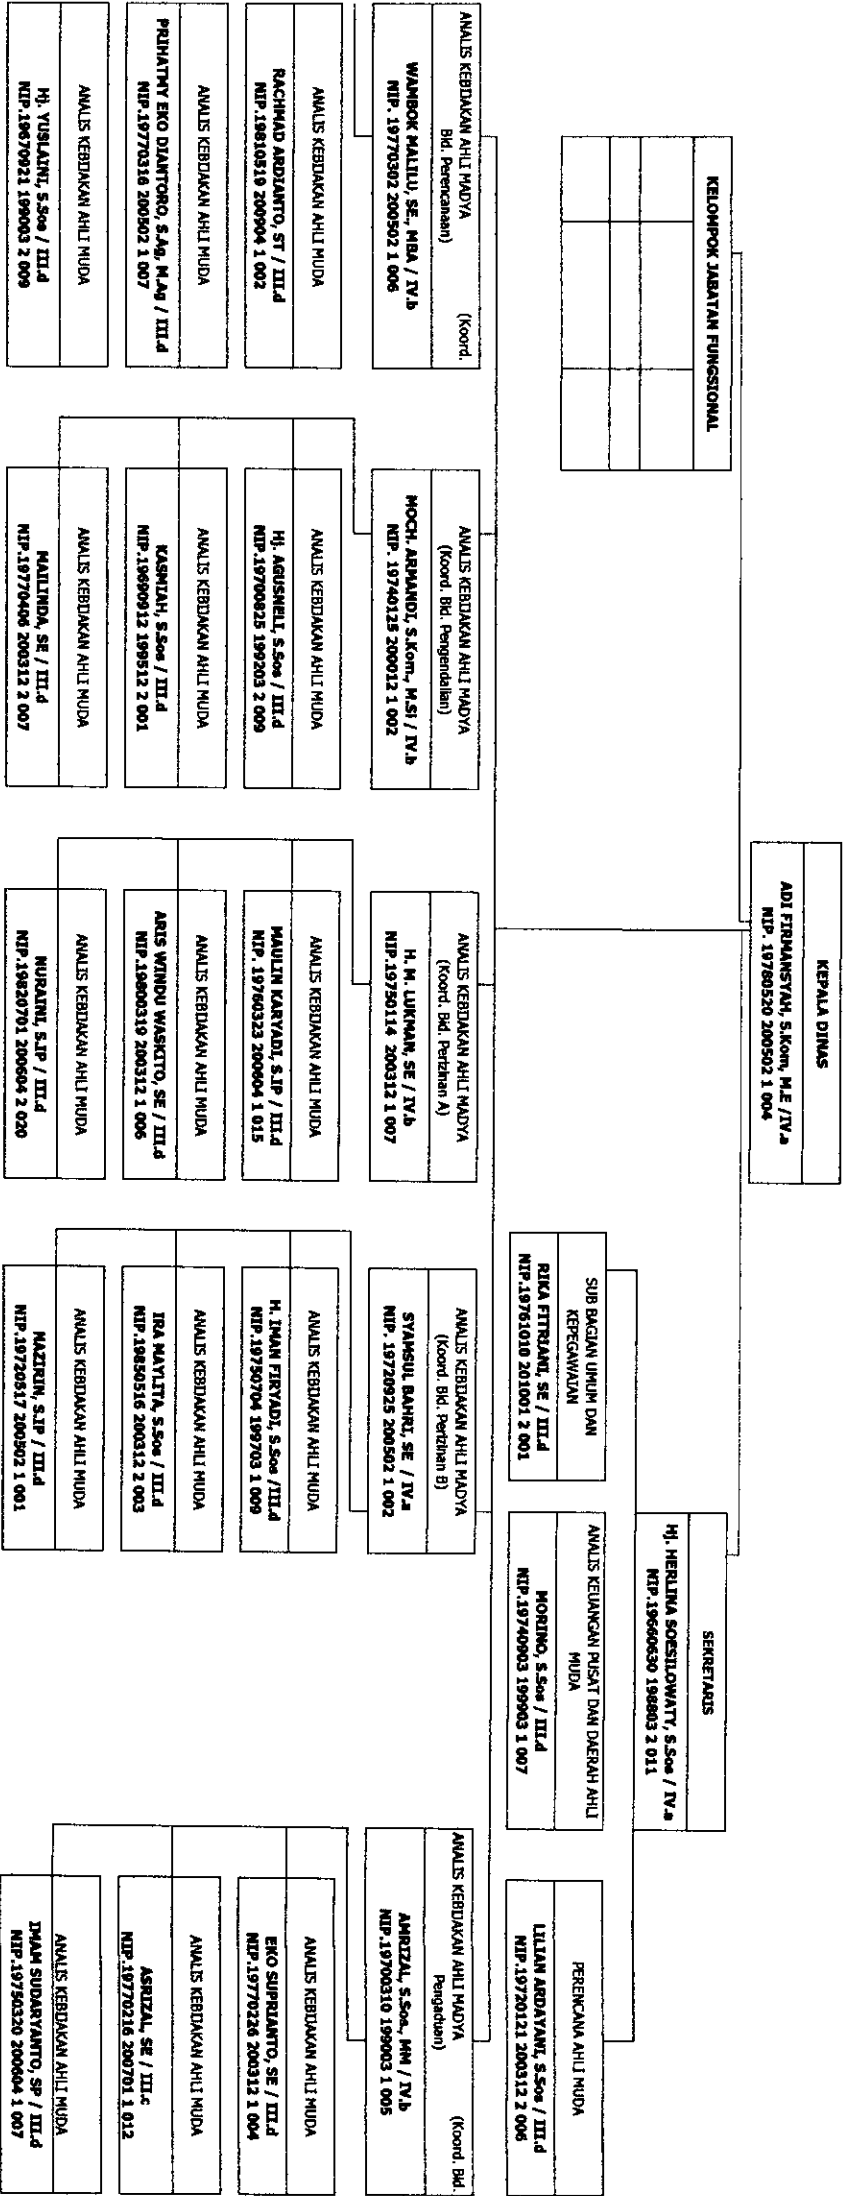 KEPALA DINAS
ADI FIRMANSYAH, S.Kom, M.E /IV.a
NIP. 19780520 200502 1 004
KELOMPOK JABATAN FUNGSIONAL
SEKRETARIS
Hj. HERLINA SOESILOWATY, S.Sos / IV.a
NIP.19660630 198803 2 011
SUB BAGIAN UMUM DAN
KEPEGAWAIAN
RIKA FITRIANI, SE / III.d
NIP.19761010 201001 2 001
ANALIS KEUANGAN PUSAT DAN DAERAH AHLI
MUDA
MORINO, S.Sos / III.d
NIP.19740903 199903 1 007
PERENCANA AHLI MUDA
LILIAN ARDAYANI, S.Sos / III.d
NIP.19720121 200312 2 006
ANALIS KEBIJAKAN AHLI MADYA (Koord.
Bid. Perencanaan)
WAMBOK MALILU, SE., MBA / IV.b
NIP. 19770302 200502 1 006
ANALIS KEBIJAKAN AHLI MUDA
RACHMAD ARDIANTO, ST / III.d
NIP.19810519 200904 1 002
ANALIS KEBIJAKAN AHLI MUDA
PRIHATMY EKO DIANTORO, S.Ag, M.Ag / III.d
NIP.19770316 200502 1 007
ANALIS KEBIJAKAN AHLI MUDA
Hj. YUSLAINI, S.Sos / III.d
NIP.19670921 199003 2 009
ANALIS KEBIJAKAN AHLI MADYA
(Koord. Bid. Pengendalian)
MOCH. ARMANDI, S.Kom., M.Si / IV.b
NIP. 19740125 200012 1 002
ANALIS KEBIJAKAN AHLI MUDA
Hj. AGUSNELI, S.Sos / III.d
NIP.19700825 199203 2 009
ANALIS KEBIJAKAN AHLI MUDA
KASMIAH, S.Sos / III.d
NIP.19690912 199512 2 001
ANALIS KEBIJAKAN AHLI MUDA
MAILINDA, SE / III.d
NIP.19770406 200312 2 007
ANALIS KEBIJAKAN AHLI MADYA
(Koord. Bid. Perizinan A)
H. M. LUKMAN, SE / IV.b
NIP.19750114 200312 1 007
ANALIS KEBIJAKAN AHLI MUDA
MAULIN KARYADI, S.IP / III.d
NIP. 19760323 200604 1 015
ANALIS KEBIJAKAN AHLI MUDA
ARIS WINDU WASKITO, SE / III.d
NIP.19800319 200312 1 006
ANALIS KEBIJAKAN AHLI MUDA
NURAINI, S.IP / III.d
NIP.19820701 200604 2 020
ANALIS KEBIJAKAN AHLI MADYA
(Koord. Bid. Perizinan B)
SYAMSUL BAHRI, SE / IV.a
NIP. 19720925 200502 1 002
ANALIS KEBIJAKAN AHLI MUDA
H. IMAN FIRYADI, S.Sos /III.d
NIP.19750704 199703 1 009
ANALIS KEBIJAKAN AHLI MUDA
IRA MAYLITA, S.Sos / III.d
NIP.19850516 200312 2 003
ANALIS KEBIJAKAN AHLI MUDA
NAZIRIN, S.IP / III.d
NIP.19720517 200502 1 001
ANALIS KEBIJAKAN AHLI MADYA (Koord. Bid.
Pengaduan)
AMRIZAL, S.Sos., MM / IV.b
NIP.19700310 199003 1 005
ANALIS KEBIJAKAN AHLI MUDA
EKO SUPRIANTO, SE / III.d
NIP.19770226 200312 1 004
ANALIS KEBIJAKAN AHLI MUDA
ASRIZAL, SE / III.c
NIP.19770216 200701 1 012
ANALIS KEBIJAKAN AHLI MUDA
IMAM SUDARYANTO, SP / III.d
NIP.19750320 200604 1 007